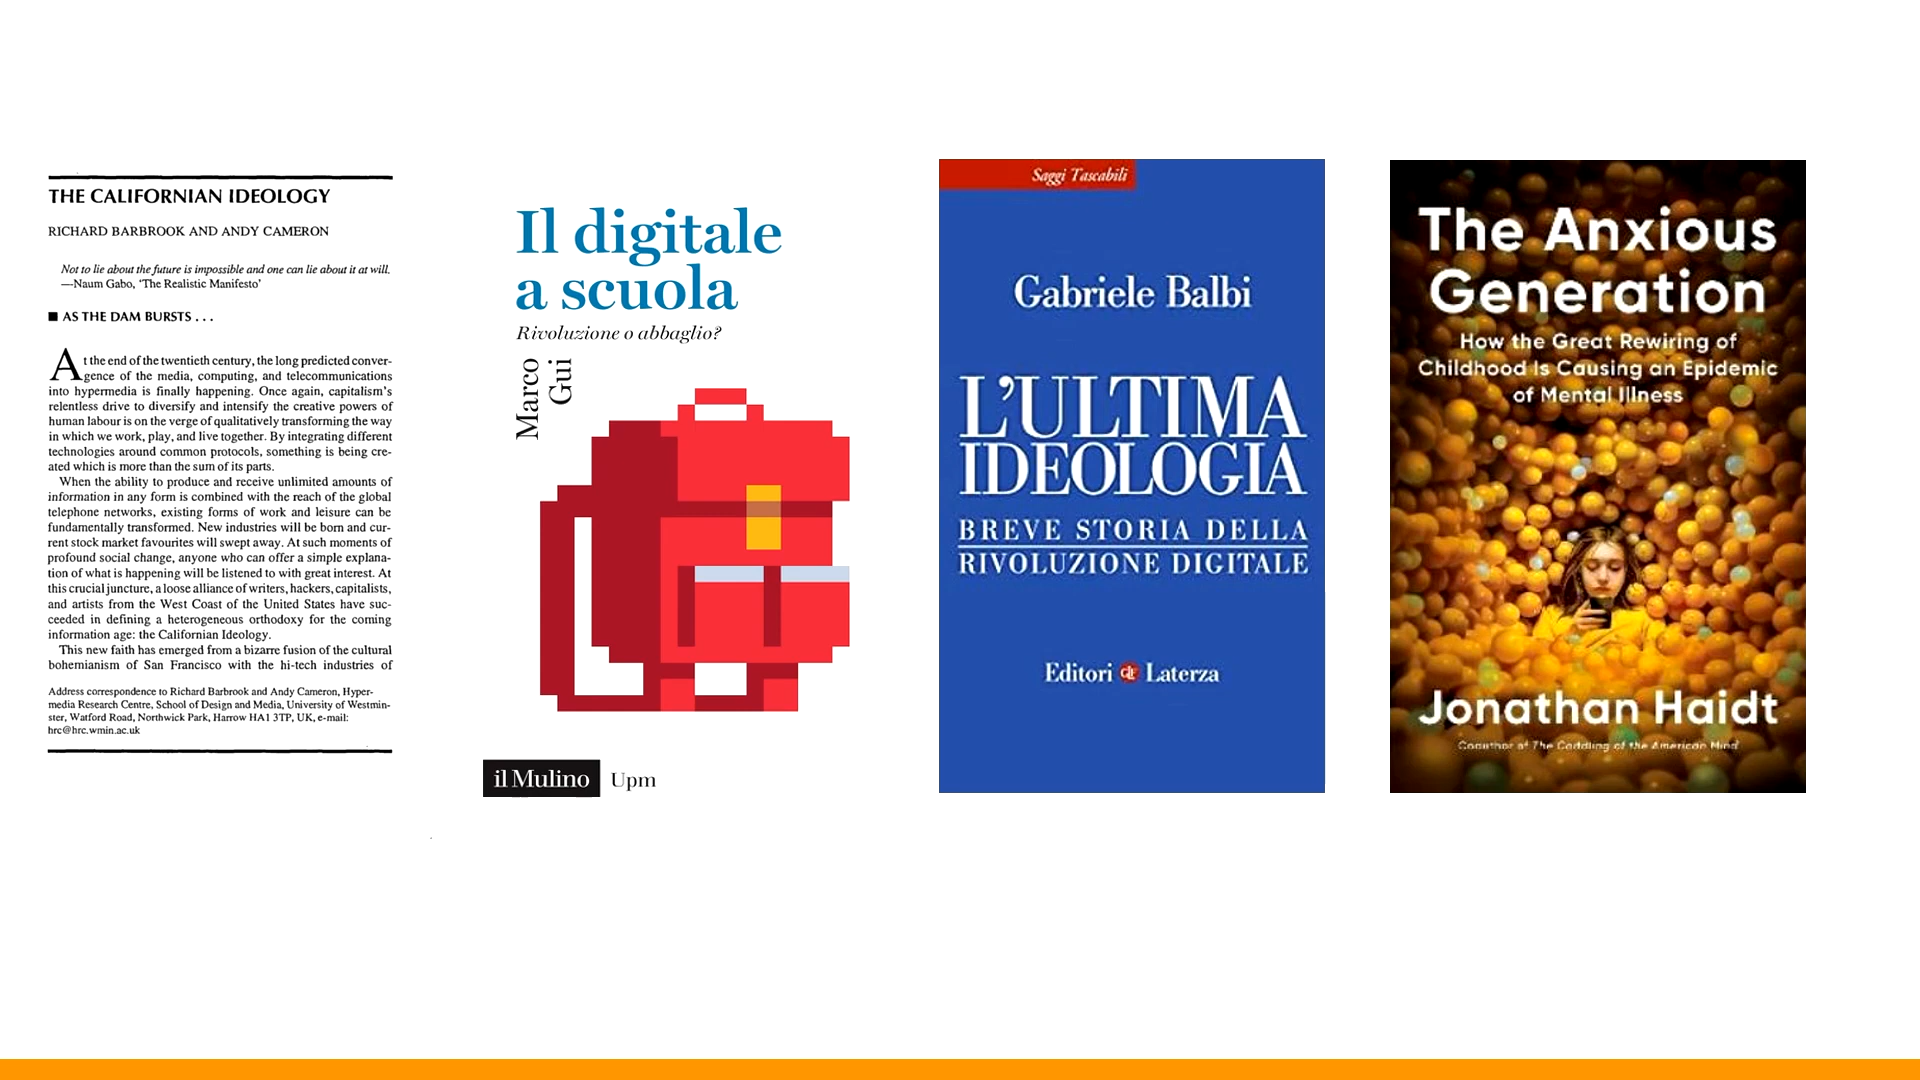 THE CALIFORNIAN IDEOLOGY
RICHARD BARBROOK AND ANDY CAMERON
Not to lie about the future is impossible and one can lie about it at will.
—Naum Gabo, ‘The Realistic Manifesto’
■ AS THE DAM BURSTS . . .
At the end of the twentieth century, the long predicted conver-
gence of the media, computing, and telecommunications
into hypermedia is finally happening. Once again, capitalism's
relentless drive to diversify and intensify the creative powers of
human labour is on the verge of qualitatively transforming the way
in which we work, play, and live together. By integrating different
technologies around common protocols, something is being cre-
ated which is more than the sum of its parts.
When the ability to produce and receive unlimited amounts of
information in any form is combined with the reach of the global
telephone networks, existing forms of work and leisure can be
fundamentally transformed. New industries will be born and cur-
rent stock market favourites will swept away. At such moments of
profound social change, anyone who can offer a simple explana-
tion of what is happening will be listened to with great interest. At
this crucial juncture, a loose alliance of writers, hackers, capitalists,
and artists from the West Coast of the United States have suc-
ceeded in defining a heterogeneous orthodoxy for the coming
information age: the Californian Ideology.
This new faith has emerged from a bizarre fusion of the cultural
bohemianism of San Francisco with the hi-tech industries of
Address correspondence to Richard Barbrook and Andy Cameron, Hyper-
media Research Centre, School of Design and Media, University of Westmin-
ster, Watford Road, Northwick Park, Harrow HA1 3TP, UK, e-mail:
hrc@hrc.wmin.ac.uk
Il digitale
a scuola
Rivoluzione o abbaglio?
Marco
Gui
il Mulino Upm
Saggi Tascabili
Gabriele Balbi
L'ULTIMA
IDEOLOGIA
BREVE STORIA DELLA
RIVOLUZIONE DIGITALE
Editori Laterza
The Anxious
Generation
How the Great Rewiring of
Childhood Is Causing an Epidemic
of Mental Illness
Jonathan Haidt
Coauthor of The Coddling of the American Mind